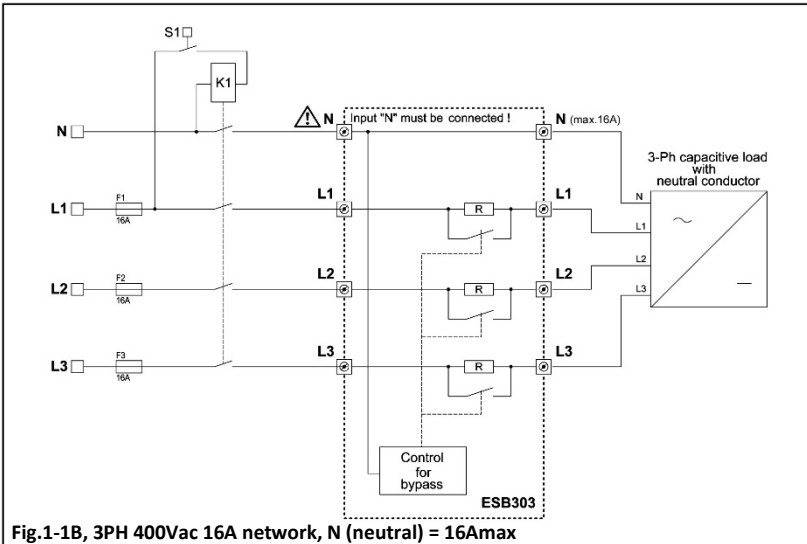 S1
K1
N
N
Input "N" must be connected !
N (max.16A)
3-Ph capacitive load
with
neutral conductor
L1
F1
16A
L1
R
L1
N
L1
L2
L3
L2
F2
16A
L2
R
L2
L3
F3
16A
L3
R
L3
Control
for
bypass
ESB303
Fig.1-1B, 3PH 400Vac 16A network, N (neutral) = 16Amax